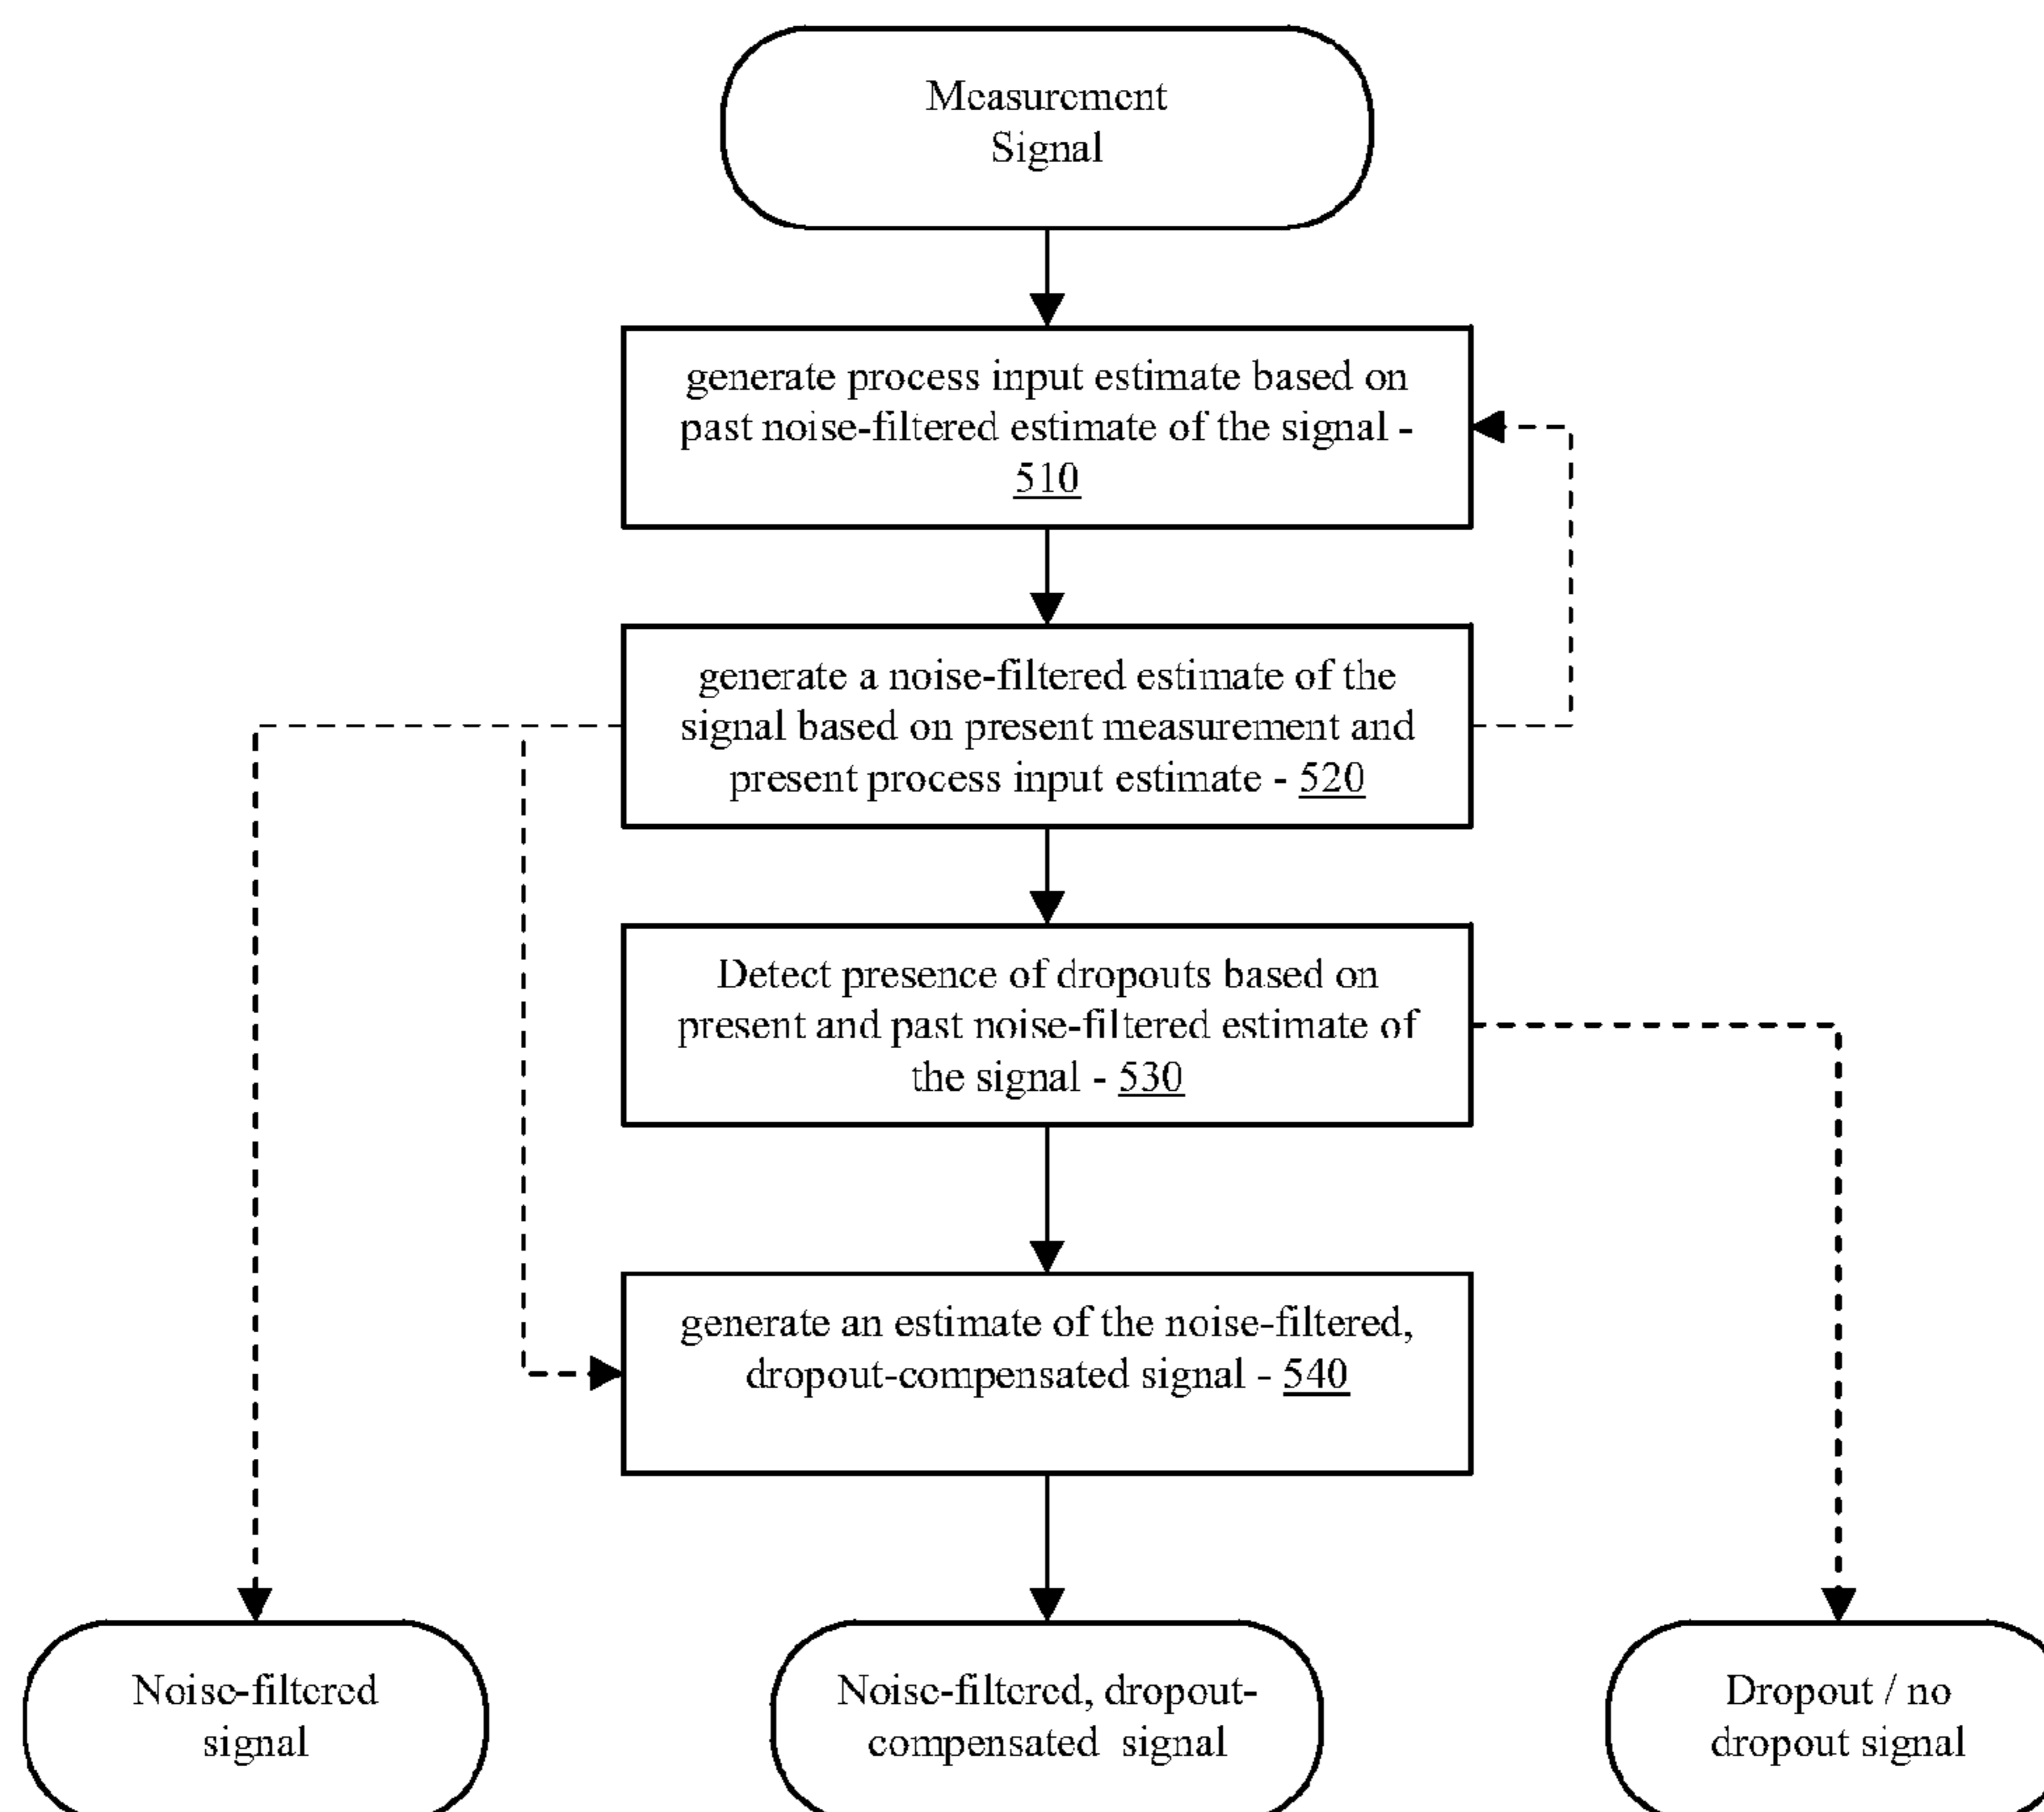 Measurement
Signal
generate process input estimate based on
past noise-filtered estimate of the signal -
510
generate a noise-filtered estimate of the
signal based on present measurement and
present process input estimate - 520
Detect presence of dropouts based on
present and past noise-filtered estimate of
the signal - 530
generate an estimate of the noise-filtered,
dropout-compensated signal - 540
Noise-filtered
signal
Noise-filtered, dropout-
compensated signal
Dropout / no
dropout signal